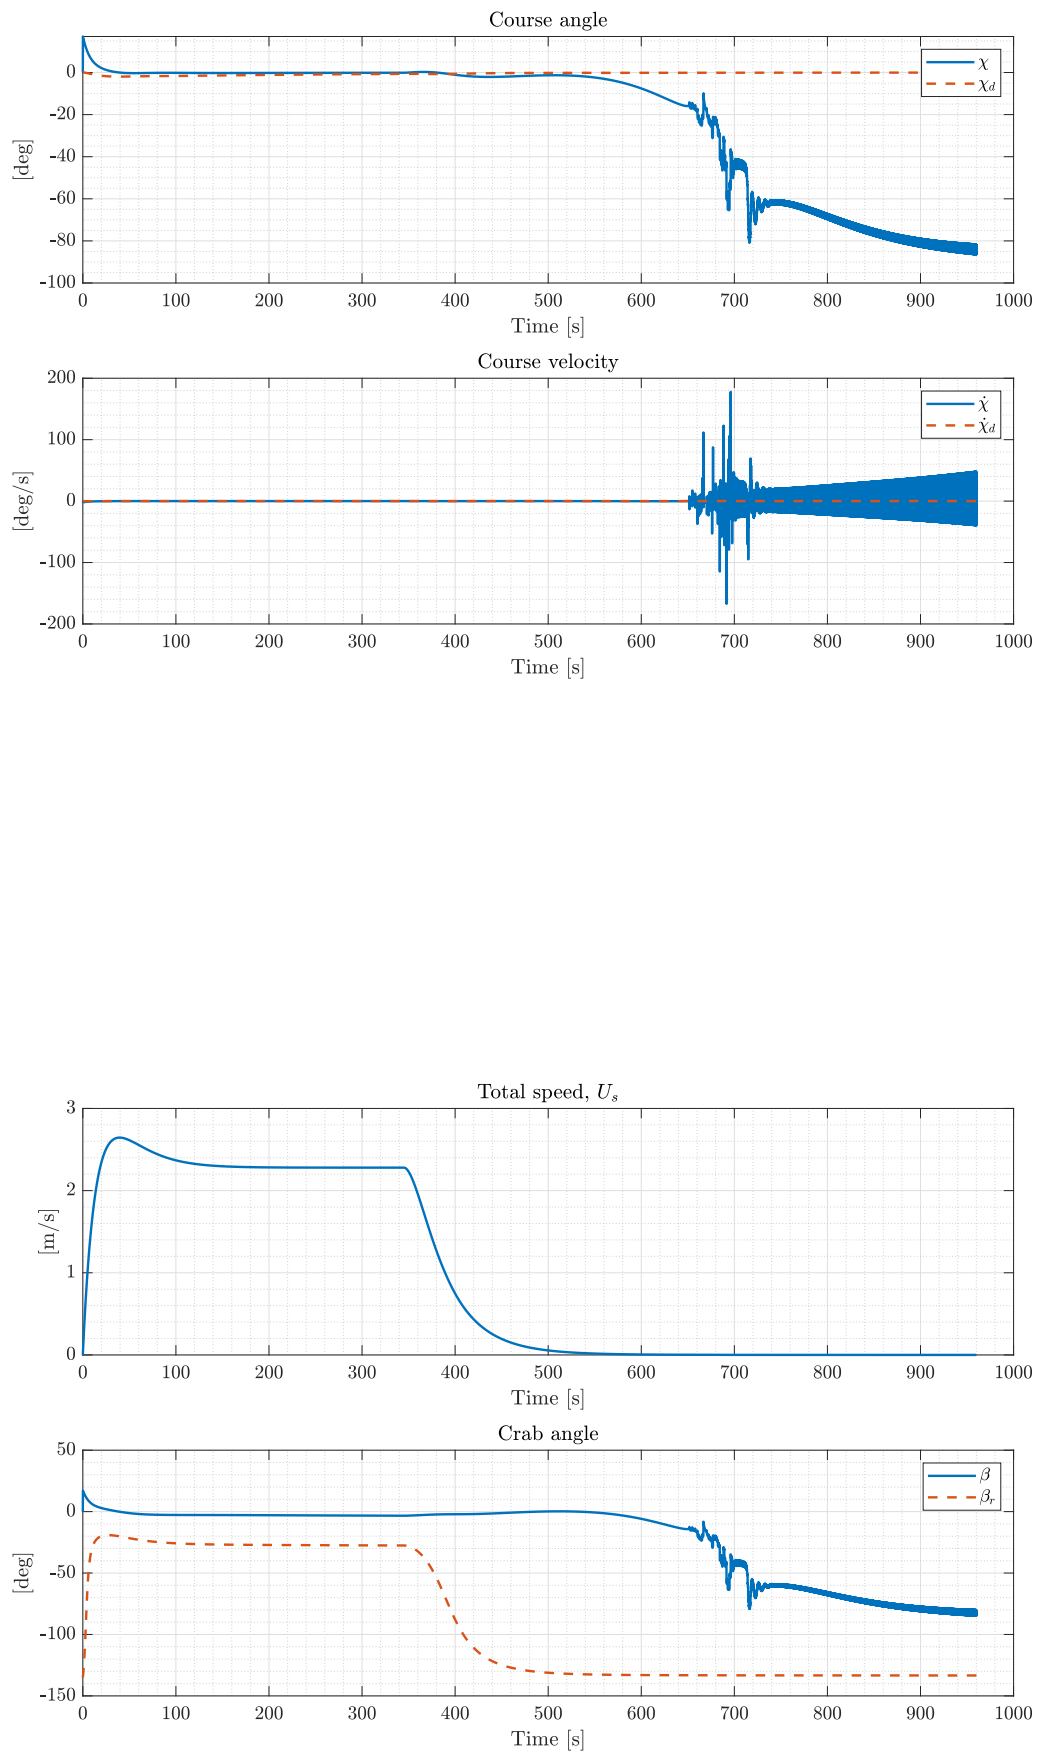 Course angle
0
-20
-40
-60
-80
-100
[deg]
χ
χ_d
0 100 200 300 400 500 600 700 800 900 1000
Time [s]
Course velocity
200
100
0
-100
-200
[deg/s]
χ̇
χ̇_d
0 100 200 300 400 500 600 700 800 900 1000
Time [s]
Total speed, U_s
3
2
1
0
[m/s]
0 100 200 300 400 500 600 700 800 900 1000
Time [s]
Crab angle
50
0
-50
-100
-150
[deg]
β
β_r
0 100 200 300 400 500 600 700 800 900 1000
Time [s]